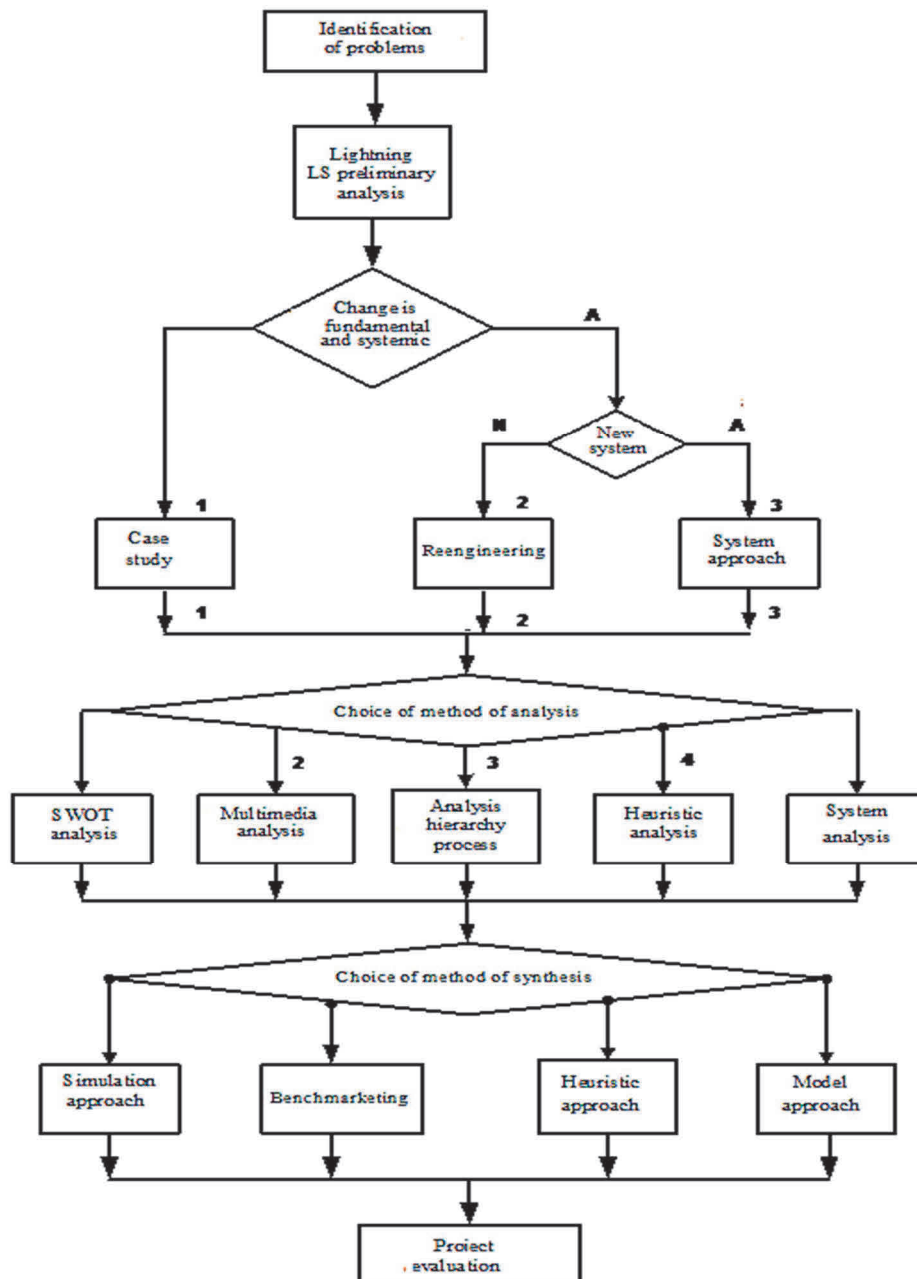 Identification
of problems
Lightning
LS preliminary
analysis
Change is
fundamental
and systemic
A
New
system
N
A
1
2
3
Case
study
Reengineering
System
approach
1
2
3
Choice of method of analysis
2
3
4
SWOT
analysis
Multimedia
analysis
Analysis
hierarchy
process
Heuristic
analysis
System
analysis
Choice of method of synthesis
Simulation
approach
Benchmarketing
Heuristic
approach
Model
approach
Project
evaluation